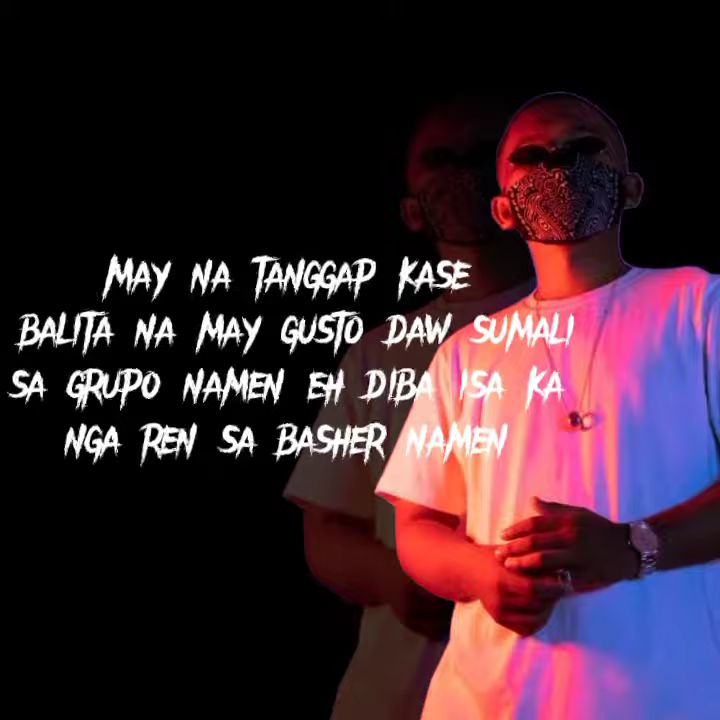 MAY NA TANGGAP KASE
BALITA NA MAY GUSTO DAW SUMALI
SA GRUPO NAMEN EH DIBA ISA KA
NGA REN SA BASHER NAMEN